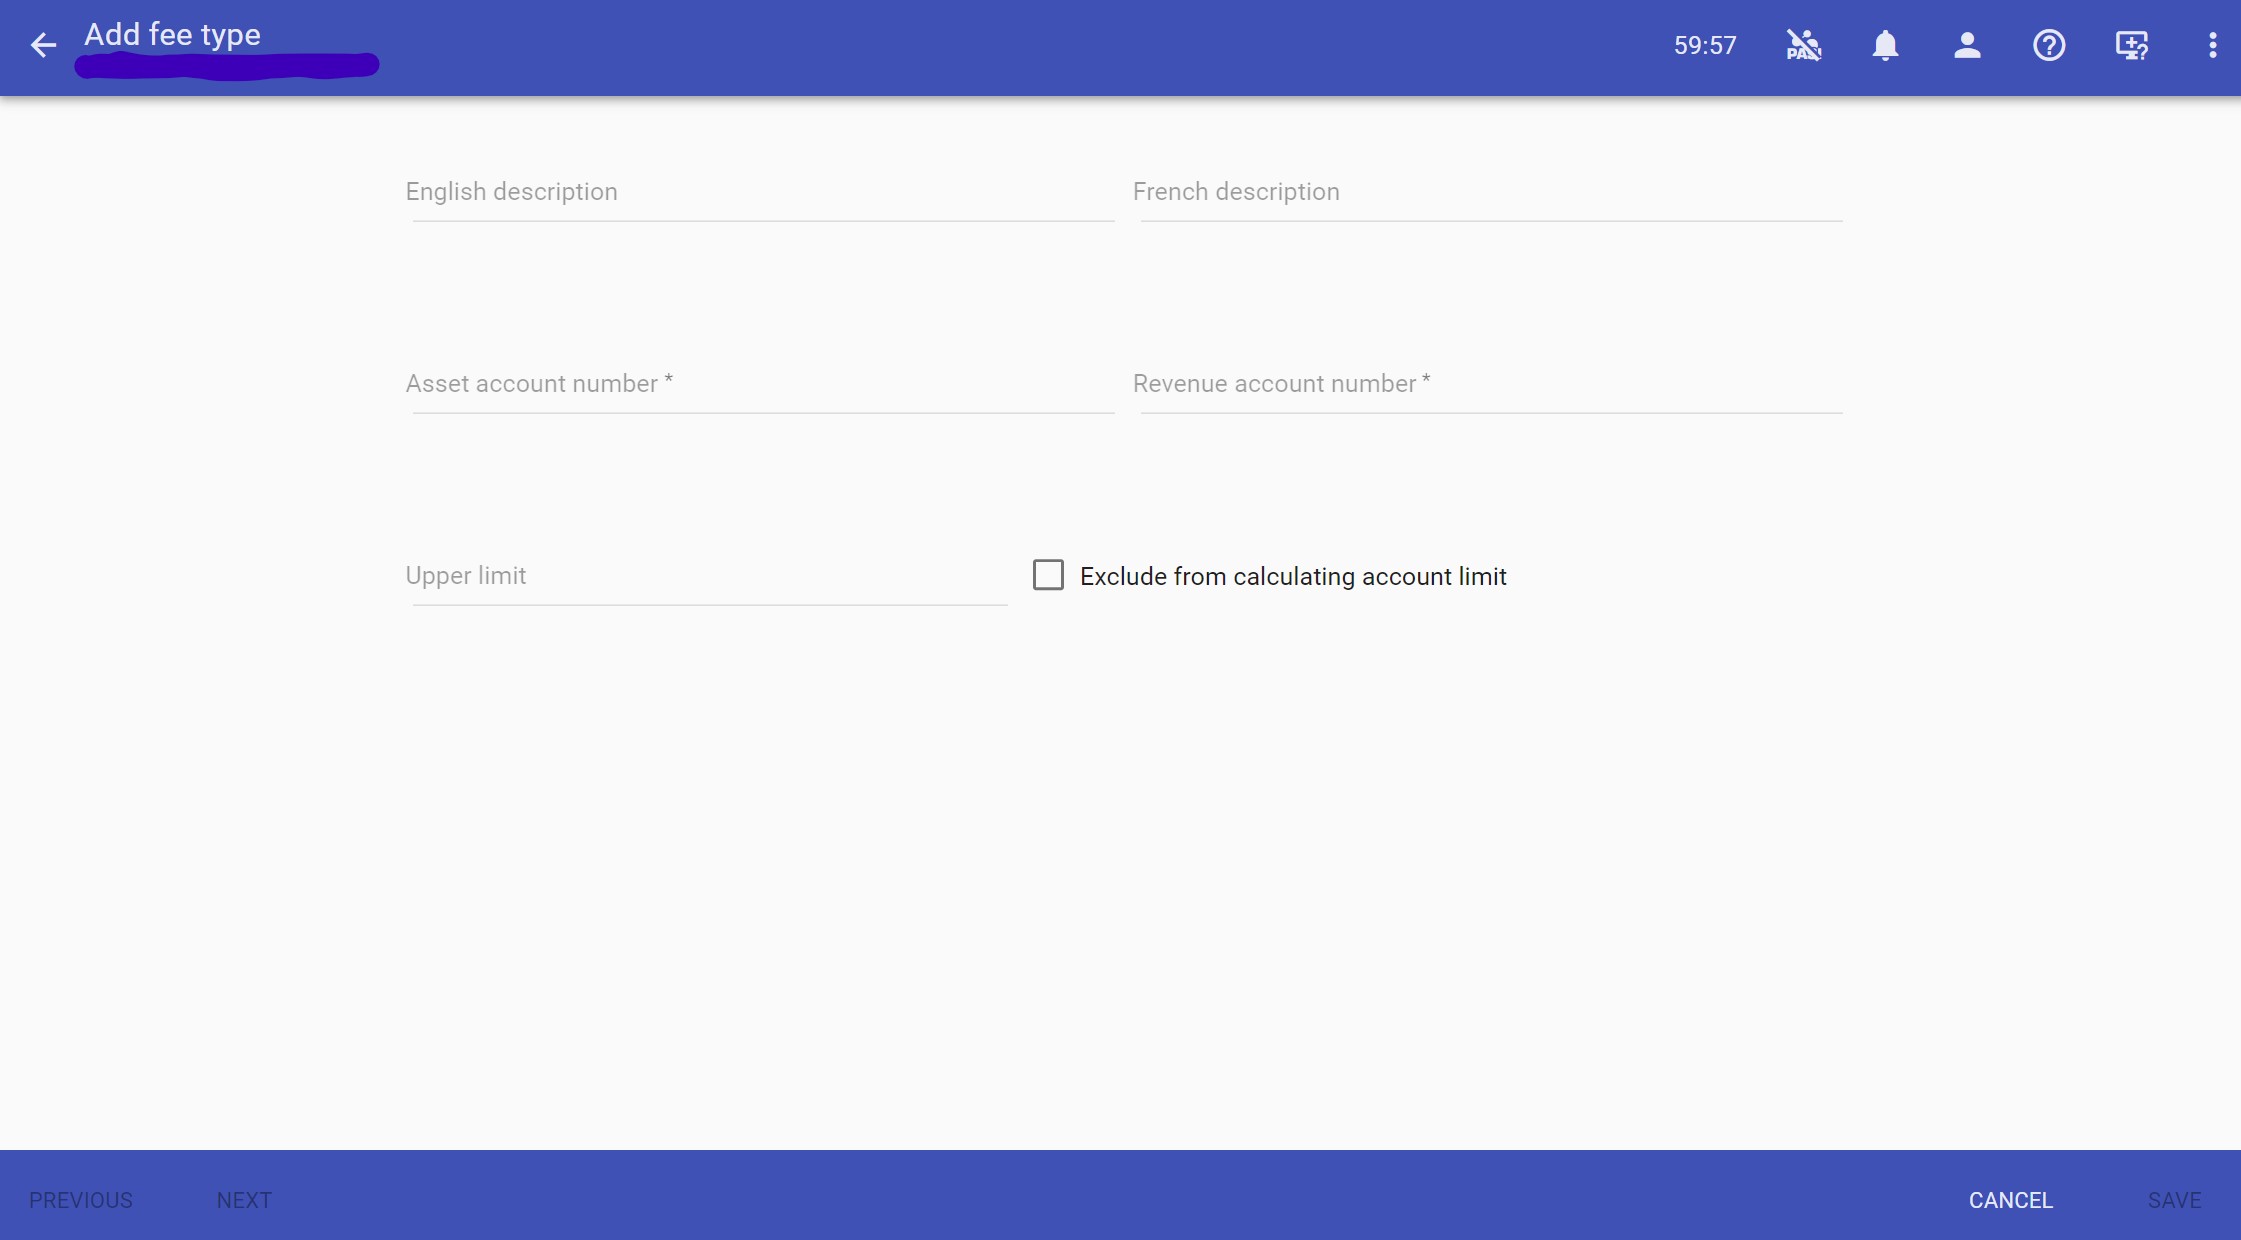 Add fee type
59:57
English description
French description
Asset account number *
Revenue account number *
Upper limit
Exclude from calculating account limit
PREVIOUS
NEXT
CANCEL
SAVE